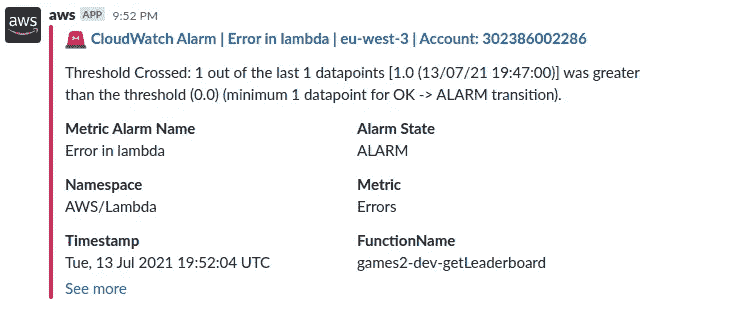 aws
aws APP 9:52 PM
CloudWatch Alarm | Error in lambda | eu-west-3 | Account: 302386002286
Threshold Crossed: 1 out of the last 1 datapoints [1.0 (13/07/21 19:47:00)] was greater
than the threshold (0.0) (minimum 1 datapoint for OK -> ALARM transition).
Metric Alarm Name
Error in lambda
Alarm State
ALARM
Namespace
AWS/Lambda
Metric
Errors
Timestamp
Tue, 13 Jul 2021 19:52:04 UTC
FunctionName
games2-dev-getLeaderboard
See more